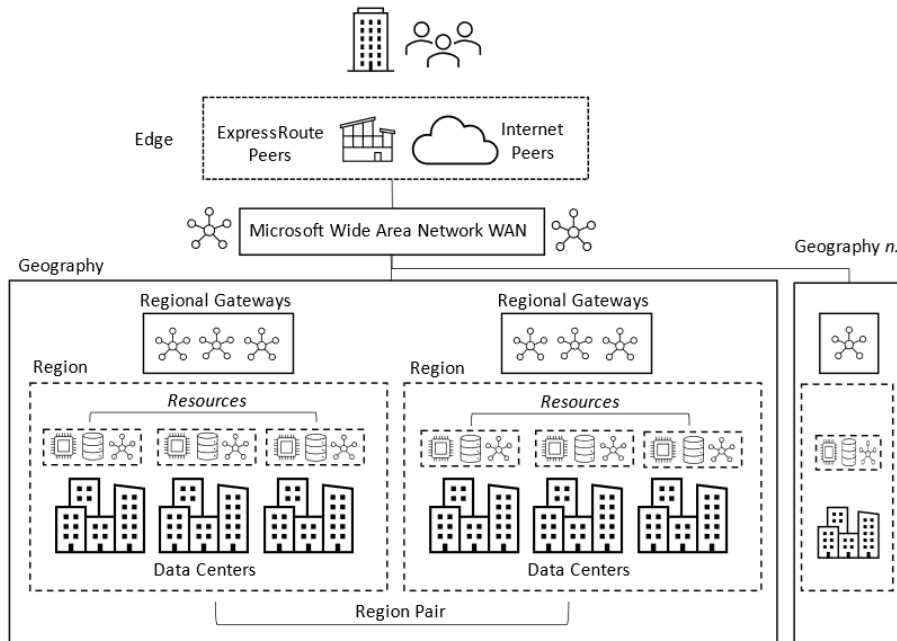 Edge
ExpressRoute
Peers
Internet
Peers
Microsoft Wide Area Network WAN
Geography
Geography n.
Regional Gateways
Regional Gateways
Region
Region
Resources
Resources
Data Centers
Data Centers
Region Pair